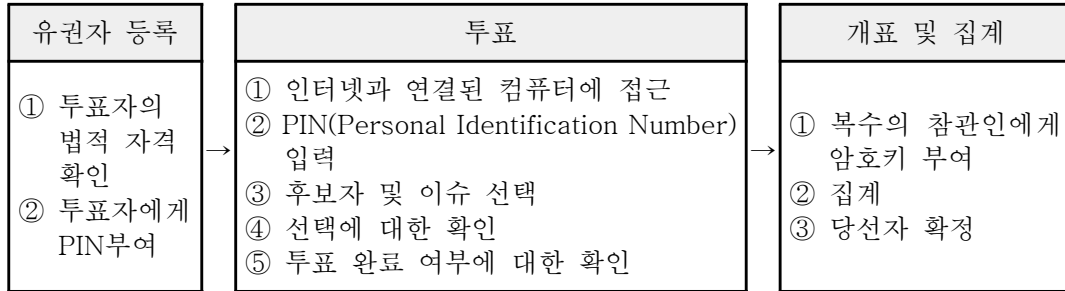 유권자 등록
① 투표자의
법적 자격
확인
② 투표자에게
PIN부여
→
투표
① 인터넷과 연결된 컴퓨터에 접근
② PIN(Personal Identification Number)
입력
③ 후보자 및 이슈 선택
④ 선택에 대한 확인
⑤ 투표 완료 여부에 대한 확인
→
개표 및 집계
① 복수의 참관인에게
암호키 부여
② 집계
③ 당선자 확정